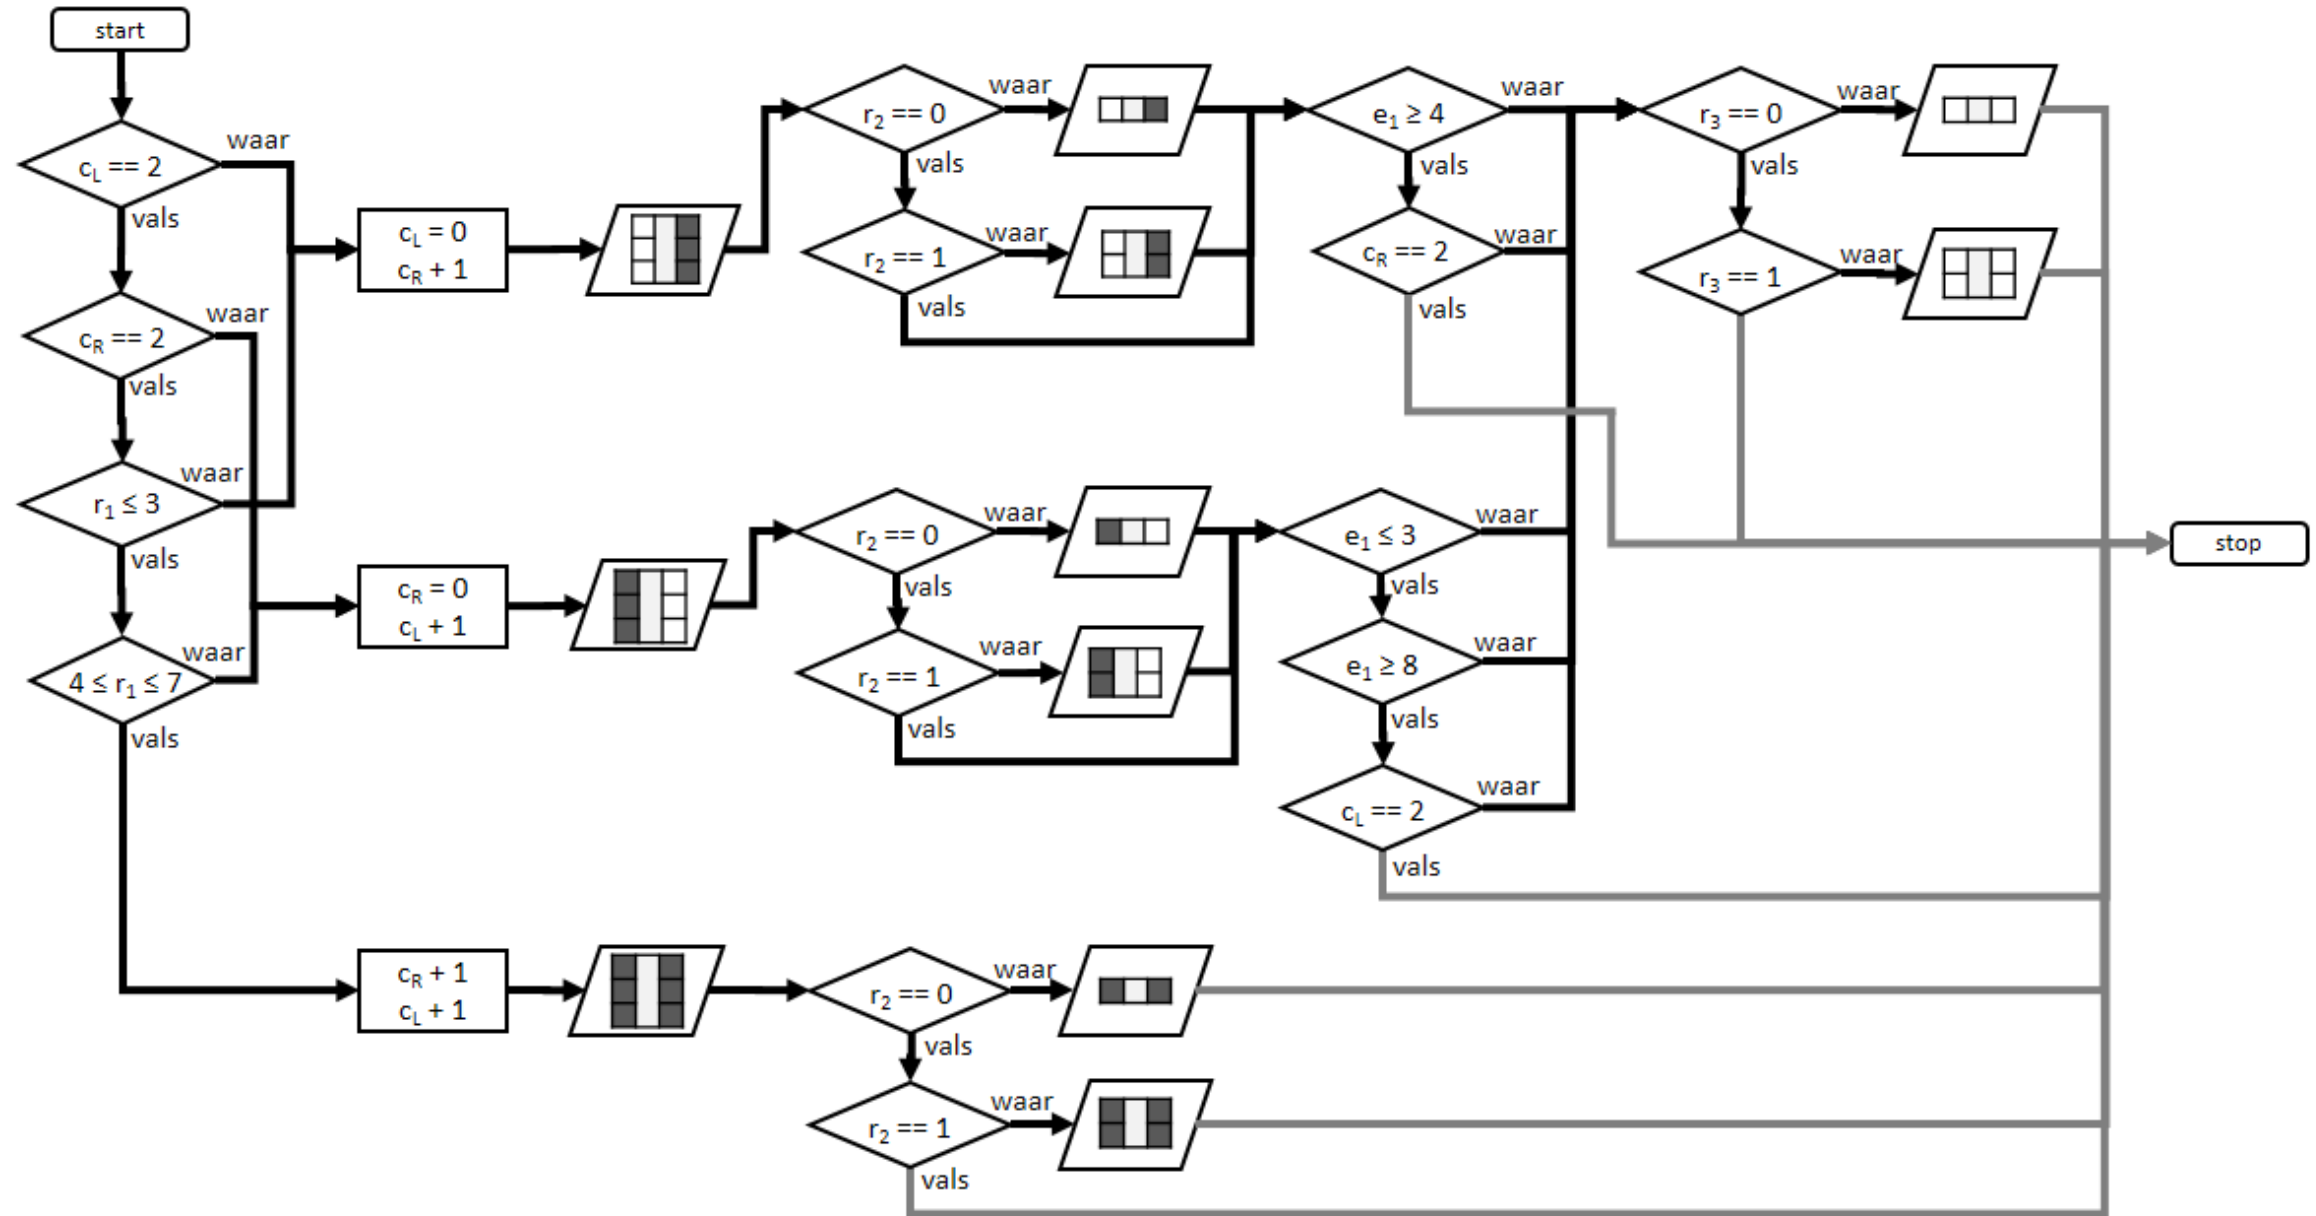 start
c_L == 2
waar
vals
c_R == 2
waar
vals
r_1 ≤ 3
waar
vals
4 ≤ r_1 ≤ 7
waar
vals
c_L = 0
c_R + 1
r_2 == 0
waar
vals
r_2 == 1
waar
vals
e_1 ≥ 4
waar
vals
c_R == 2
waar
vals
r_3 == 0
waar
vals
r_3 == 1
waar
c_R = 0
c_L + 1
r_2 == 0
waar
vals
r_2 == 1
waar
vals
e_1 ≤ 3
waar
vals
e_1 ≥ 8
waar
vals
c_L == 2
waar
vals
c_R + 1
c_L + 1
r_2 == 0
waar
vals
r_2 == 1
waar
vals
stop